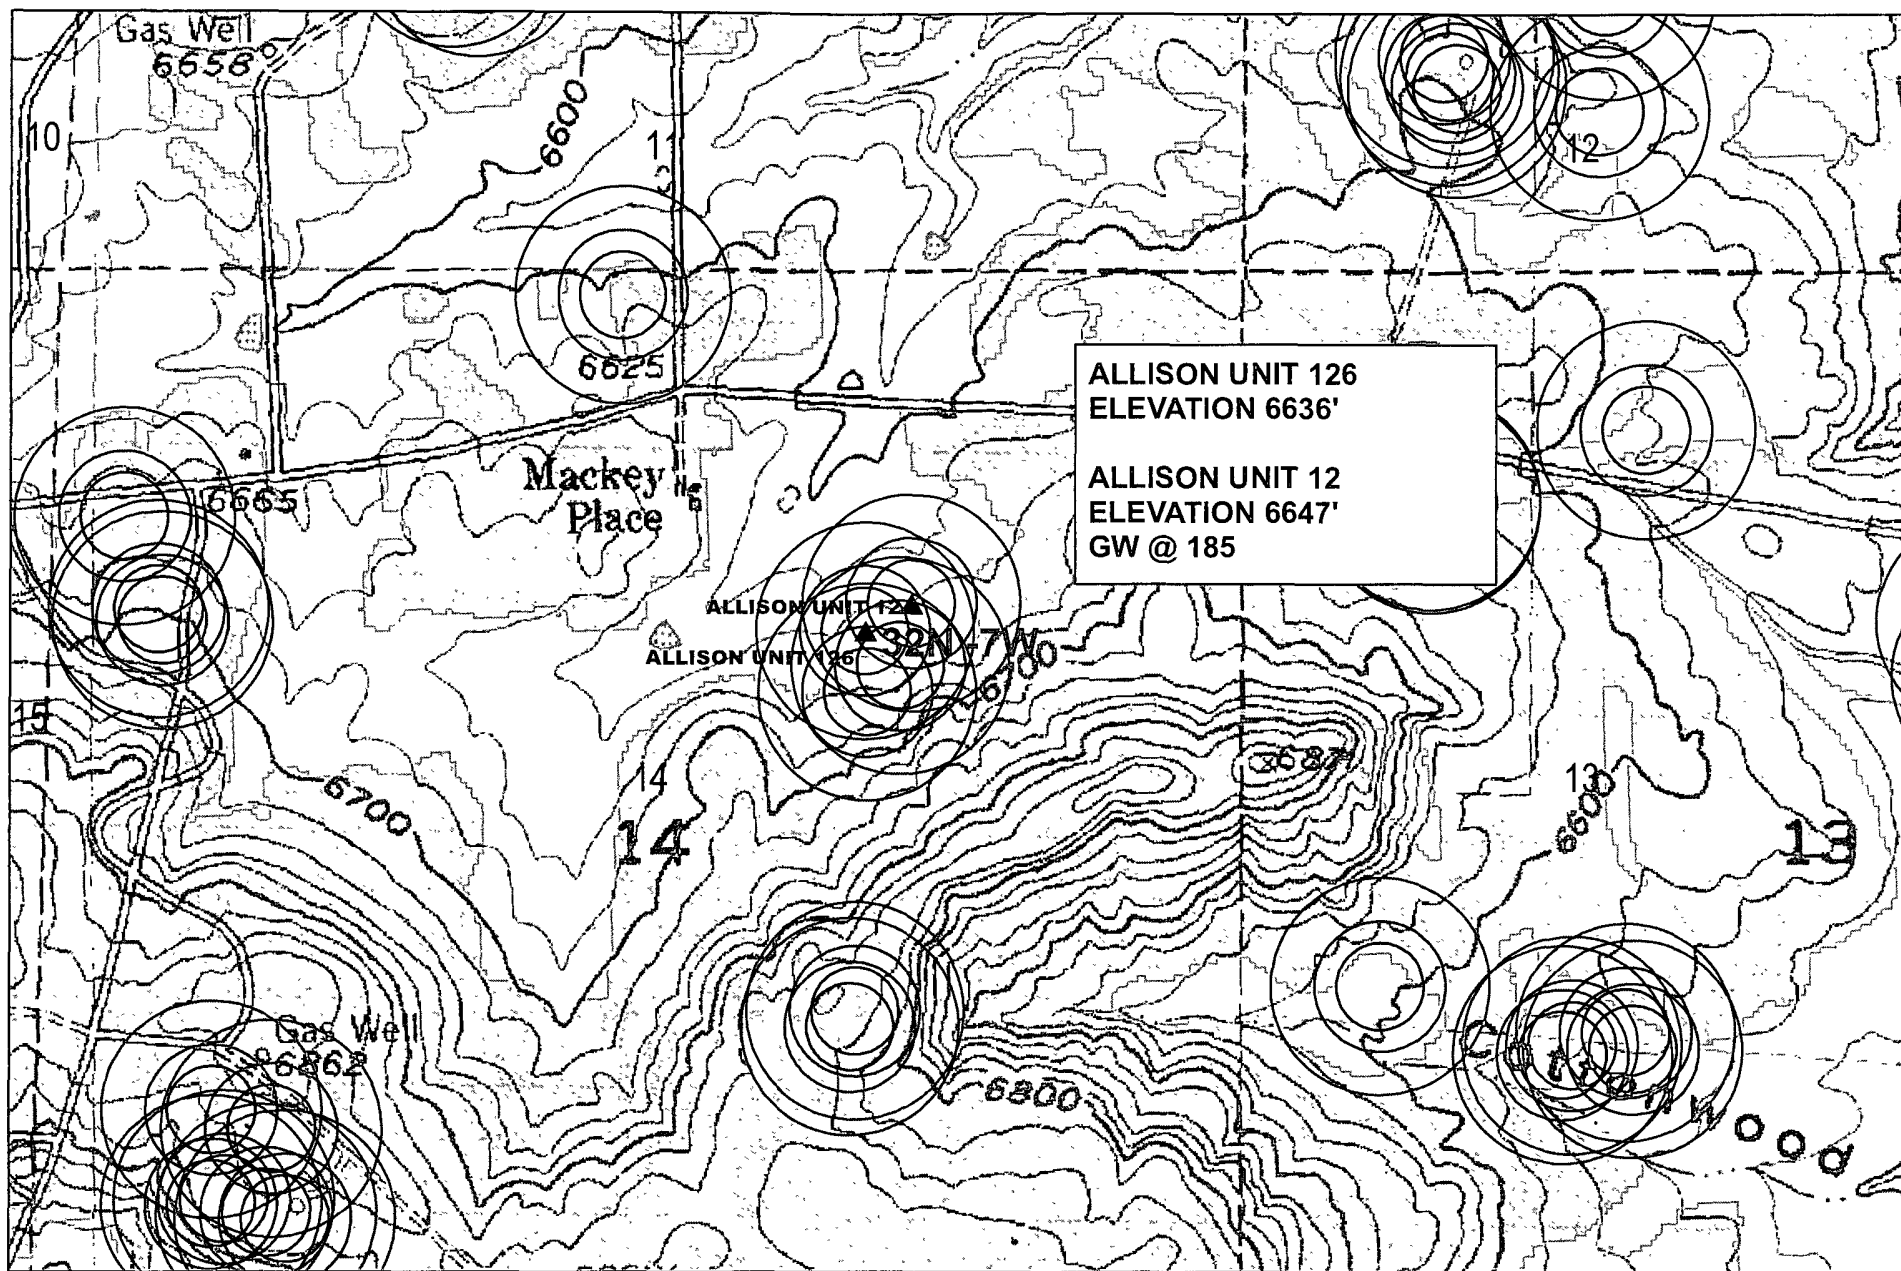 Gas Well
6658
10
6600
11
12
6625
ALLISON UNIT 126
ELEVATION 6636'
ALLISON UNIT 12
ELEVATION 6647'
GW @ 185
Mackey
Place
6665
ALLISON UNIT 12
32N 7W
ALLISON UNIT 126
6700
15
14
13
6700
6600
14
13
Gas Well
6862
6800
Cottonwood